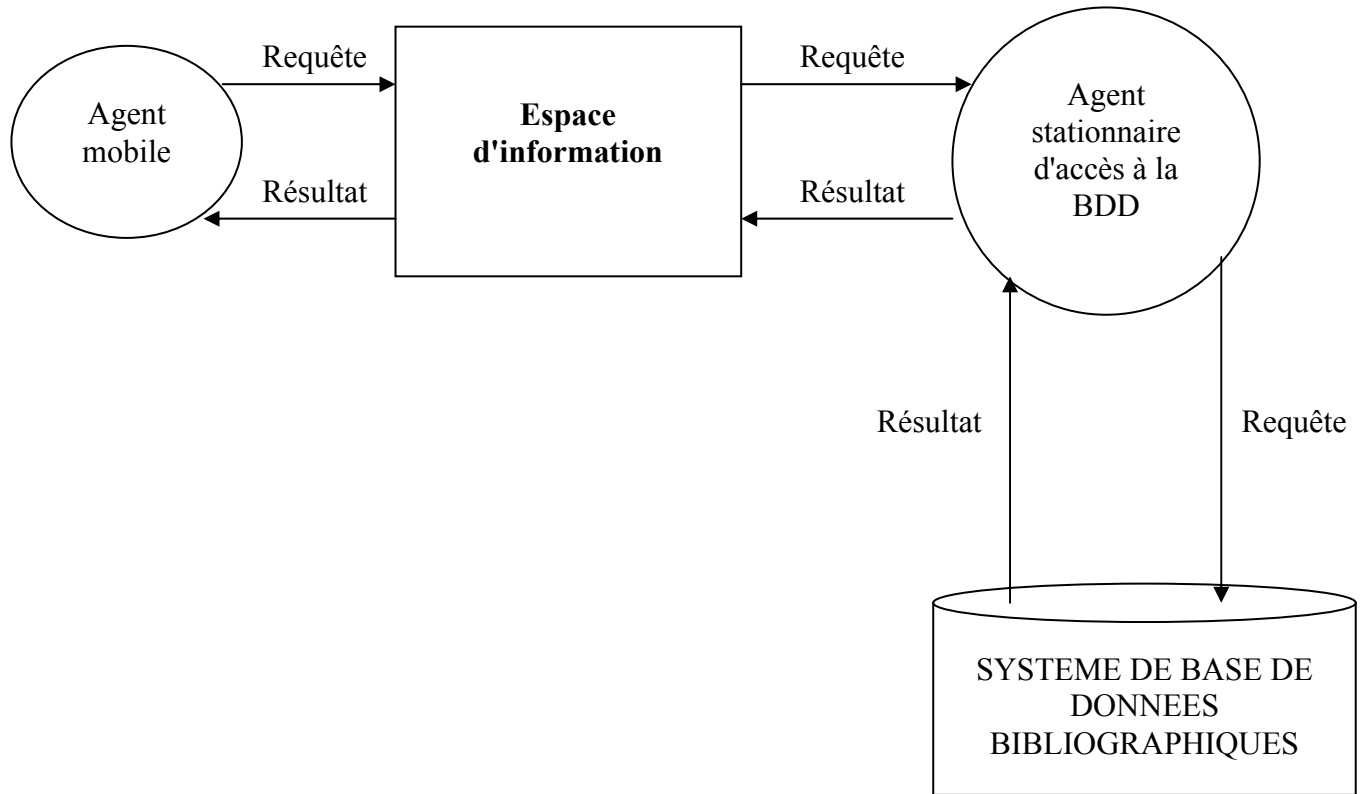 Requête
Requête
Agent
mobile
Espace
d'information
Agent
stationnaire
d'accès à la
BDD
Résultat
Résultat
Résultat
Requête
SYSTEME DE BASE DE
DONNEES
BIBLIOGRAPHIQUES